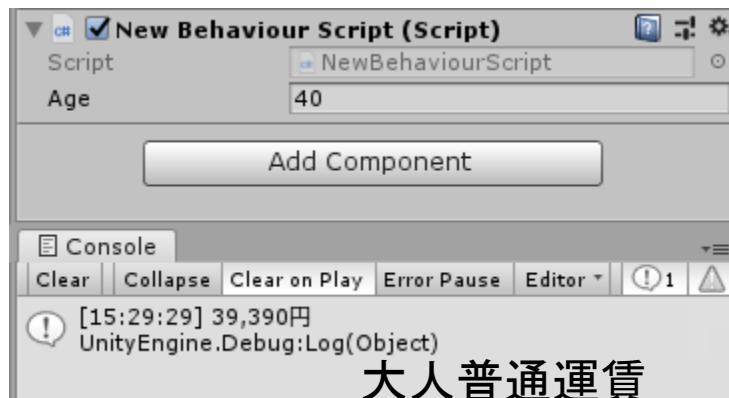 New Behaviour Script (Script)
Script NewBehaviourScript
Age 40
Add Component
Console
Clear Collapse Clear on Play Error Pause Editor 1
[15:29:29] 39,390円
UnityEngine.Debug:Log(Object)
大人普通運賃